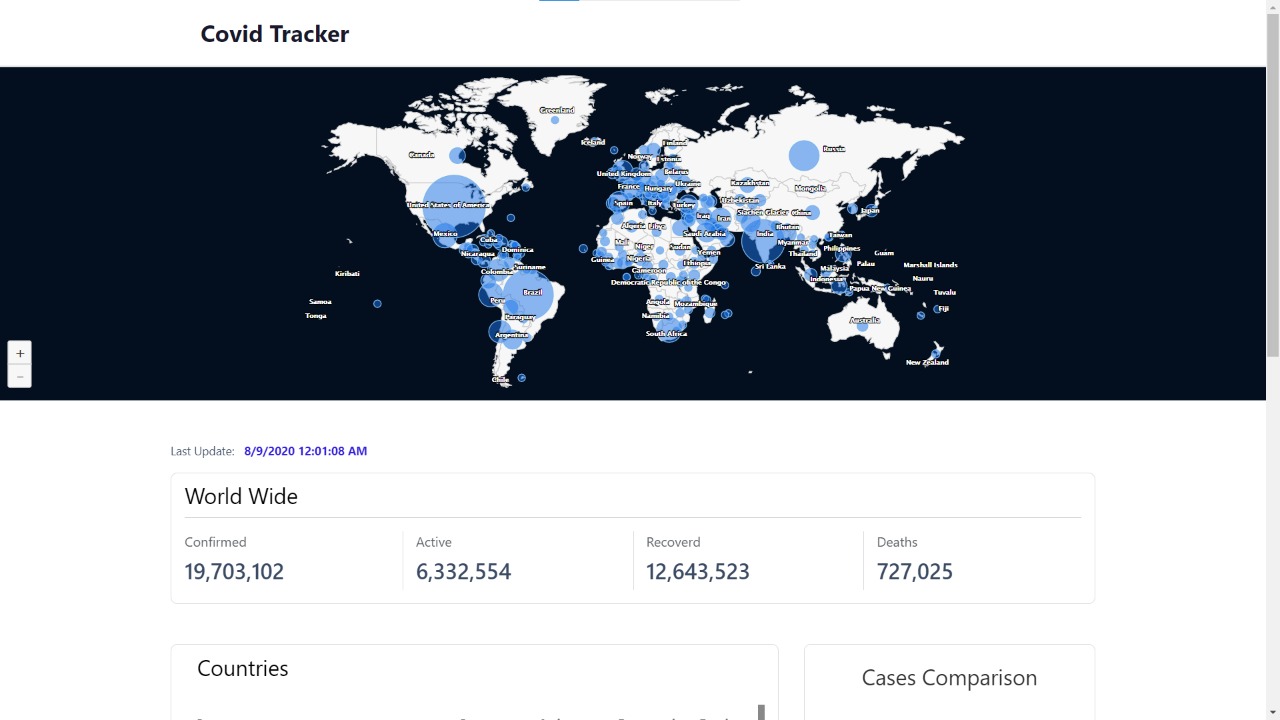 Covid Tracker
Greenland
Iceland
Finland
Canada
Russia
Norway
Estonia
United Kingdom
Belarus
France
Hungary
Ukraine
Kazakhstan
Mongolia
United States of America
Spain
Italy
Turkey
Uzbekistan
Siachen Glacier
China
Japan
Iraq
Iran
Algeria
Libya
Bhutan
Mexico
Cuba
Mali
Niger
Sudan
Saudi Arabia
India
Myanmar
Taiwan
Nicaragua
Dominica
Guinea
Nigeria
Yemen
Thailand
Philippines
Guam
Colombia
Suriname
Cameroon
Ethiopia
Sri Lanka
Malaysia
Palau
Marshall Islands
Kiribati
Democratic Republic of the Congo
Indonesia
Nauru
Brazil
Papua New Guinea
Tuvalu
Samoa
Peru
Angola
Mozambique
Fiji
Tonga
Paraguay
Namibia
Australia
Argentina
South Africa
New Zealand
Chile
+
−
Last Update: 8/9/2020 12:01:08 AM
World Wide
Confirmed Active Recoverd Deaths
19,703,102 6,332,554 12,643,523 727,025
Countries
Cases Comparison